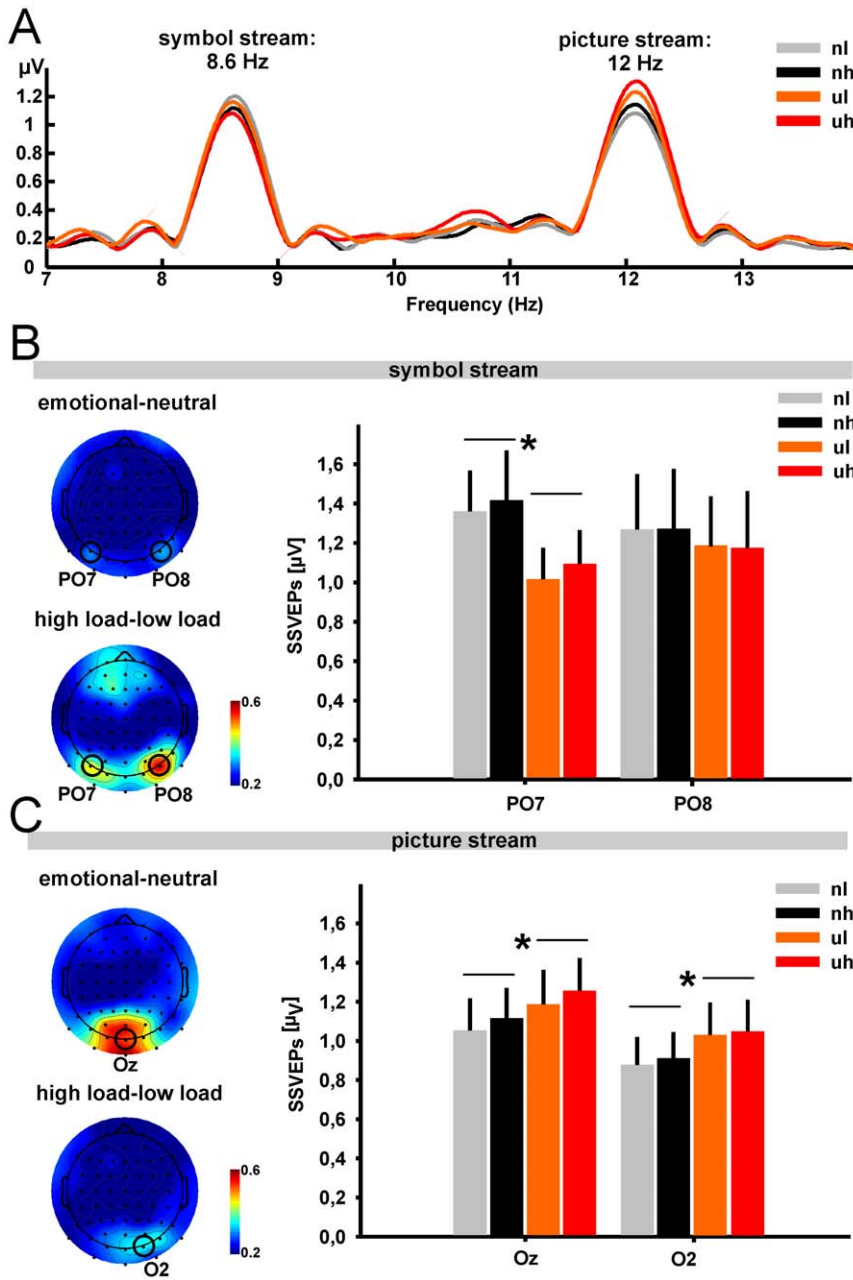 A
symbol stream:
8.6 Hz
picture stream:
12 Hz
nl
nh
ul
uh
µV
1.2
1
0.8
0.6
0.4
0.2
0
7 8 9 10 11 12 13
Frequency (Hz)
B
symbol stream
emotional-neutral
PO7 PO8
high load-low load
0.6
0.2
PO7 PO8
nl
nh
ul
uh
SSVEPs [µV]
1,6
1,4
1,2
1,0
0,8
0,6
0,4
0,2
0,0
*
PO7 PO8
C
picture stream
emotional-neutral
Oz
high load-low load
0.6
0.2
O2
nl
nh
ul
uh
SSVEPs [µV]
1,6
1,4
1,2
1,0
0,8
0,6
0,4
0,2
0,0
* *
Oz O2